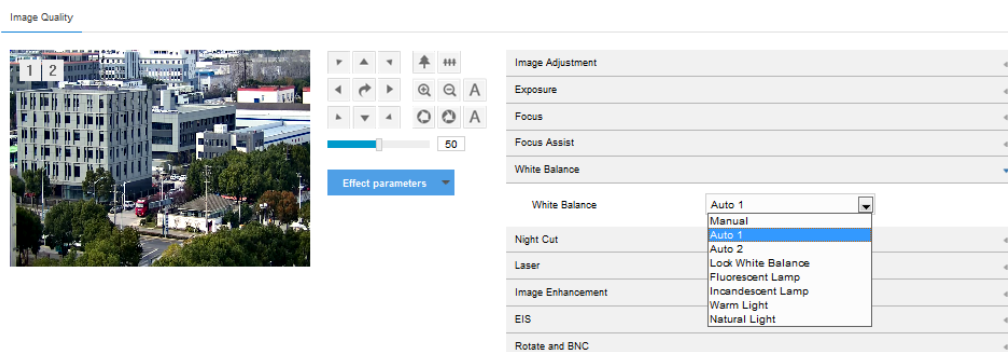 Image Quality
1 2
A
A
50
Effect parameters
Image Adjustment
Exposure
Focus
Focus Assist
White Balance
White Balance Auto 1
Manual
Auto 1
Auto 2
Lock White Balance
Fluorescent Lamp
Incandescent Lamp
Warm Light
Natural Light
Night Cut
Laser
Image Enhancement
EIS
Rotate and BNC